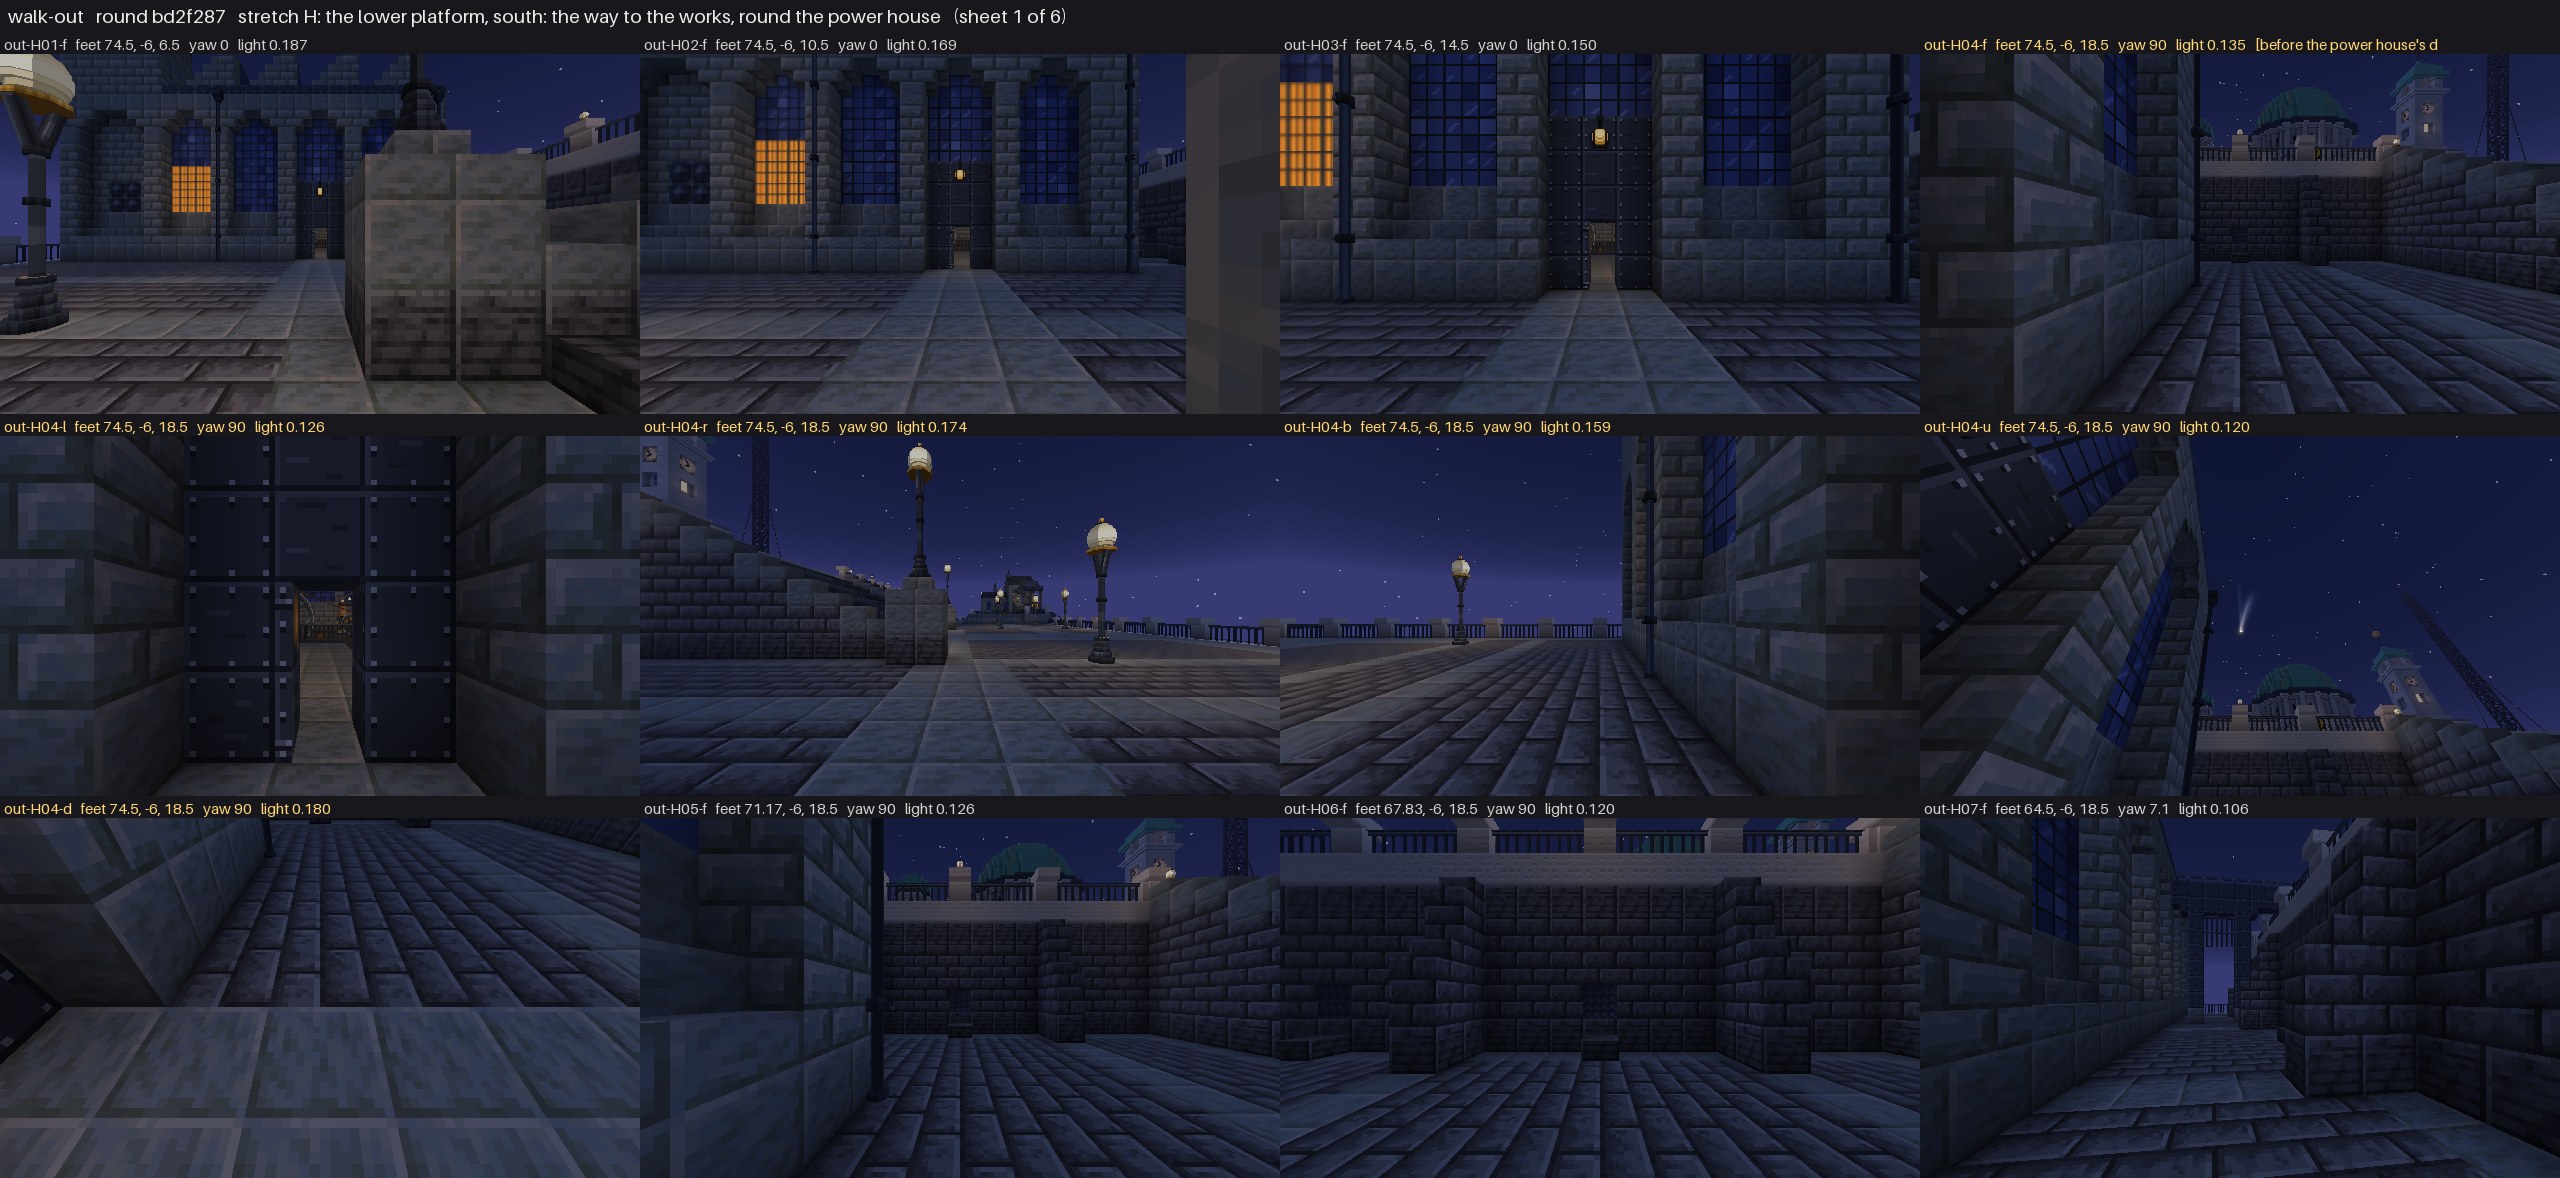 walk-out round bd2f287 stretch H: the lower platform, south: the way to the works, round the power house (sheet 1 of 6)
out-H01-f feet 74.5, -6, 6.5 yaw 0 light 0.187
out-H02-f feet 74.5, -6, 10.5 yaw 0 light 0.169
out-H03-f feet 74.5, -6, 14.5 yaw 0 light 0.150
out-H04-f feet 74.5, -6, 18.5 yaw 90 light 0.135 [before the power house's d
out-H04-l feet 74.5, -6, 18.5 yaw 90 light 0.126
out-H04-r feet 74.5, -6, 18.5 yaw 90 light 0.174
out-H04-b feet 74.5, -6, 18.5 yaw 90 light 0.159
out-H04-u feet 74.5, -6, 18.5 yaw 90 light 0.120
out-H04-d feet 74.5, -6, 18.5 yaw 90 light 0.180
out-H05-f feet 71.17, -6, 18.5 yaw 90 light 0.126
out-H06-f feet 67.83, -6, 18.5 yaw 90 light 0.120
out-H07-f feet 64.5, -6, 18.5 yaw 7.1 light 0.106